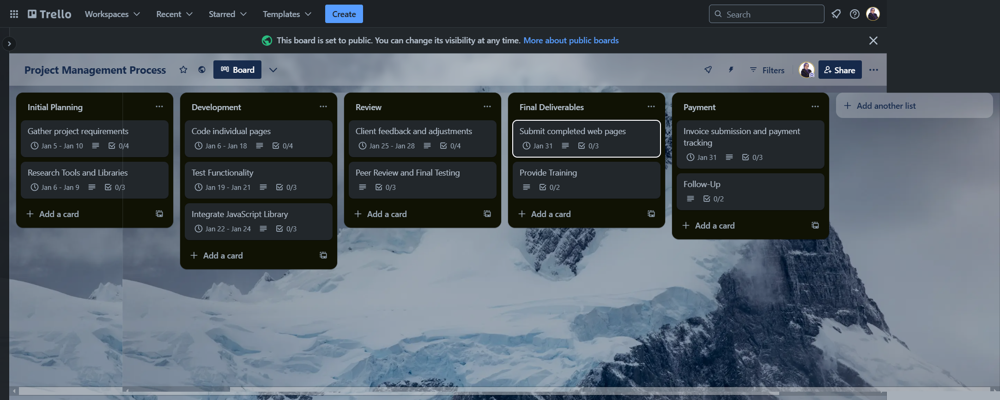 Trello Workspaces Recent Starred Templates Create Search
This board is set to public. You can change its visibility at any time. More about public boards
Project Management Process Board Filters Share
Initial Planning
Gather project requirements
Jan 5 - Jan 10 0/4
Research Tools and Libraries
Jan 6 - Jan 9 0/3
Add a card
Development
Code individual pages
Jan 6 - Jan 18 0/4
Test Functionality
Jan 19 - Jan 21 0/3
Integrate JavaScript Library
Jan 22 - Jan 24 0/3
Add a card
Review
Client feedback and adjustments
Jan 25 - Jan 28 0/4
Peer Review and Final Testing
0/3
Add a card
Final Deliverables
Submit completed web pages
Jan 31 0/3
Provide Training
0/2
Add a card
Payment
Invoice submission and payment
tracking
Jan 31 0/3
Follow-Up
0/2
Add a card
Add another list